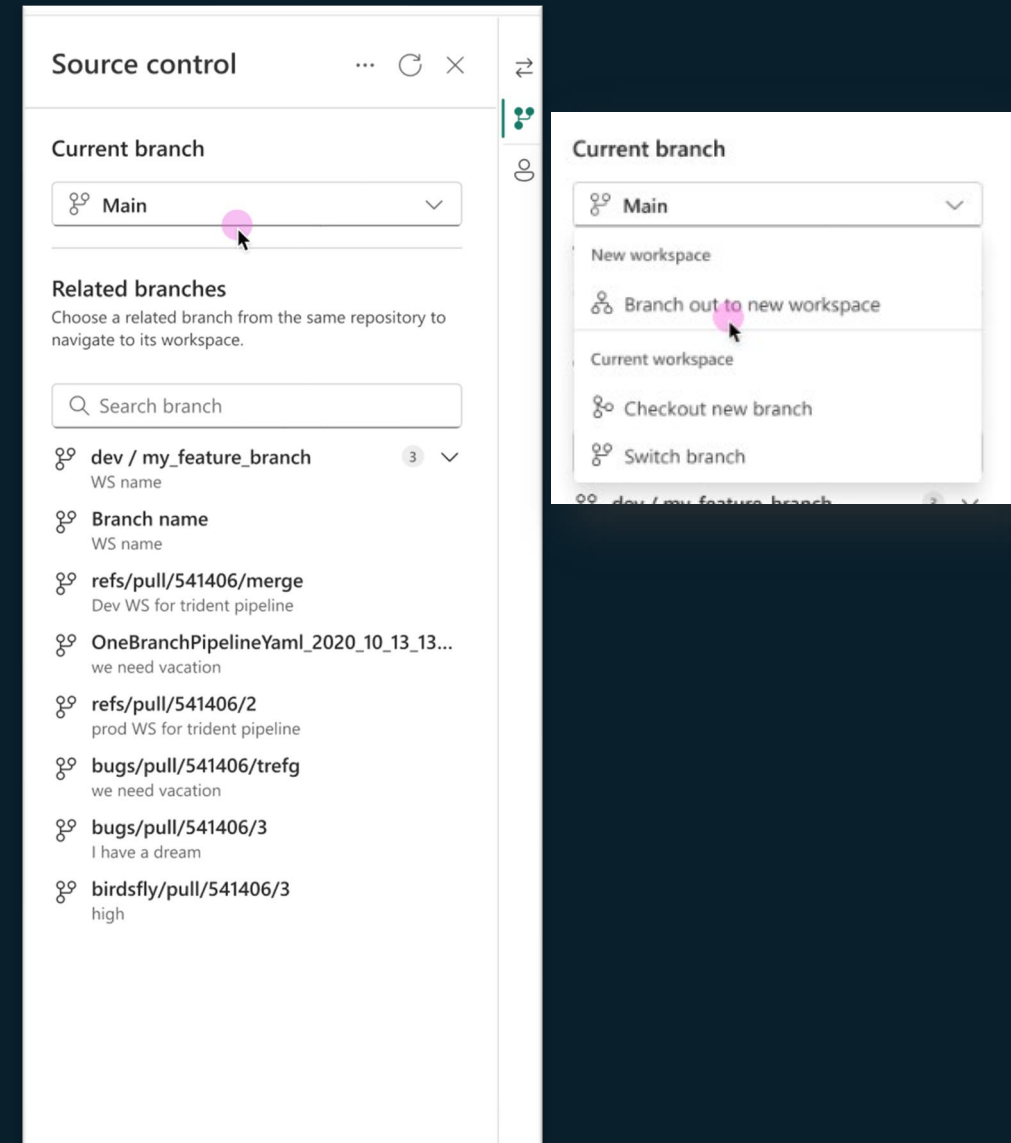 Source control
Current branch
Main
Related branches
Choose a related branch from the same repository to
navigate to its workspace.
Search branch
dev / my_feature_branch 3
WS name
Branch name
WS name
refs/pull/541406/merge
Dev WS for trident pipeline
OneBranchPipelineYaml_2020_10_13_13...
we need vacation
refs/pull/541406/2
prod WS for trident pipeline
bugs/pull/541406/trefg
we need vacation
bugs/pull/541406/3
I have a dream
birdsfly/pull/541406/3
high
Current branch
Main
New workspace
Branch out to new workspace
Current workspace
Checkout new branch
Switch branch
dev / my_feature_branch 3